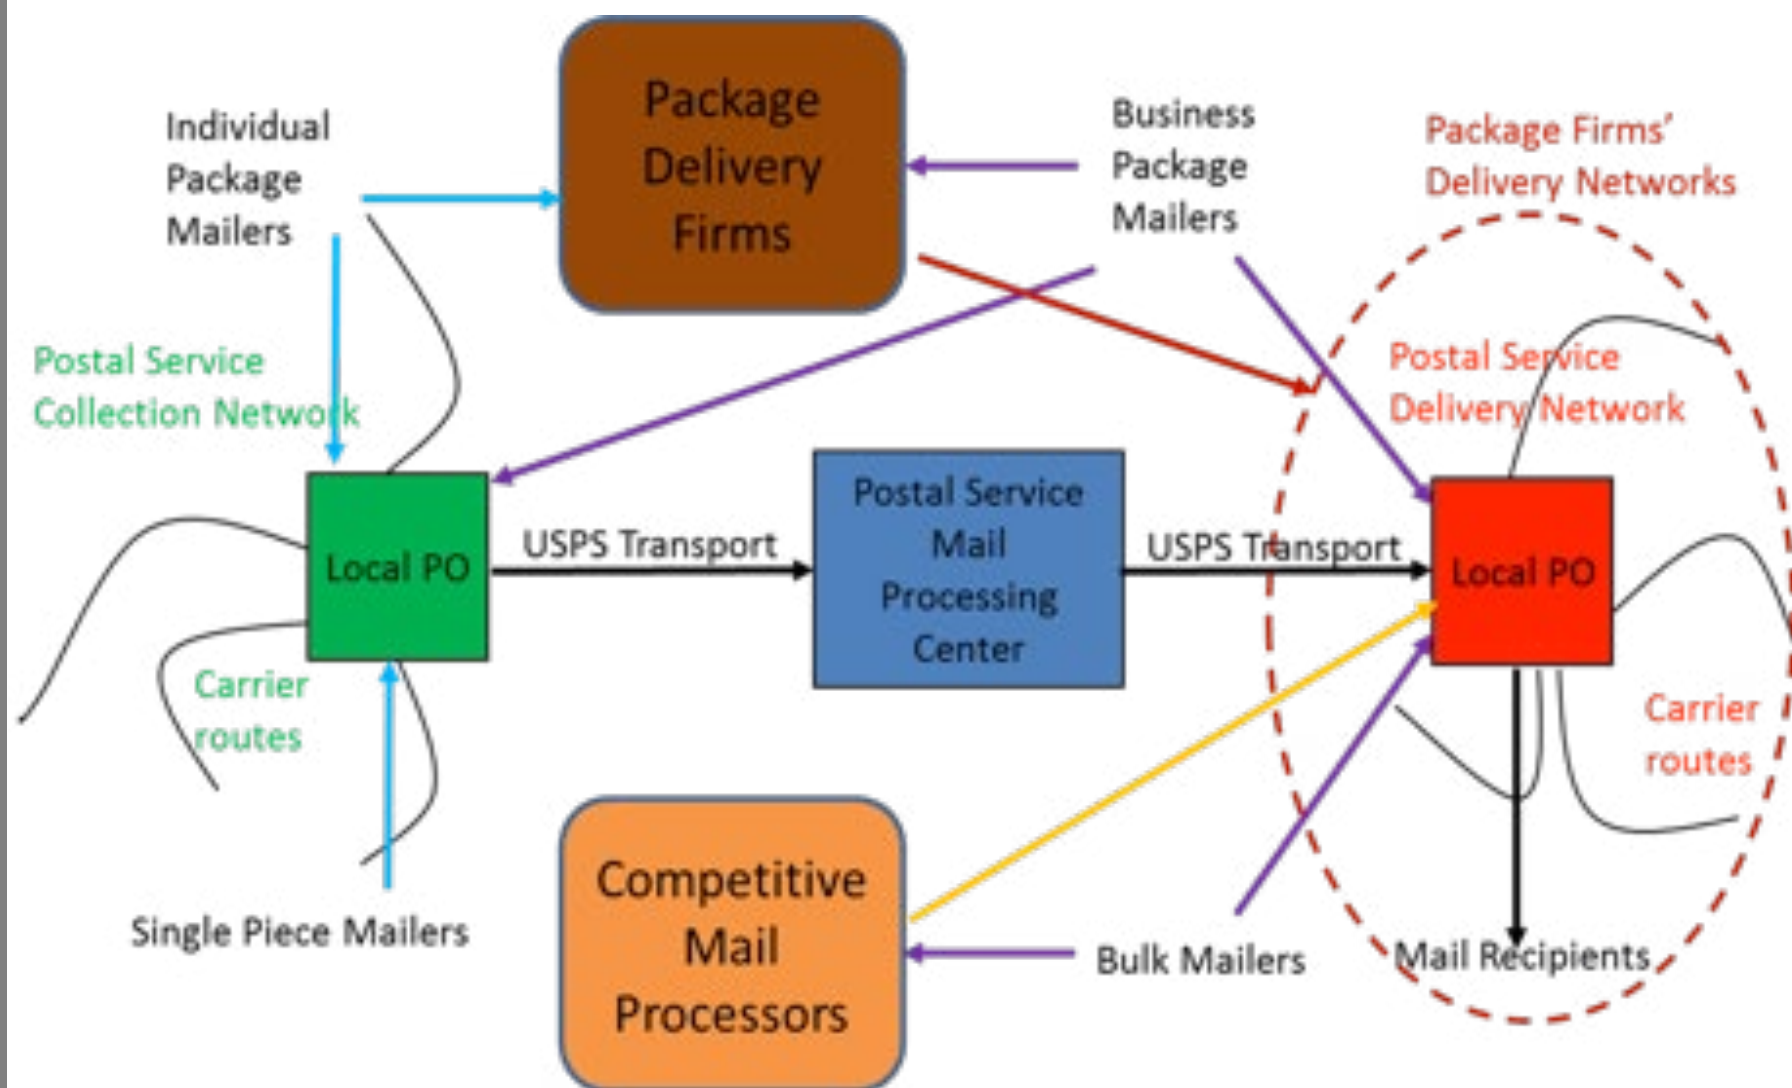 Individual
Package
Mailers
Package
Delivery
Firms
Business
Package
Mailers
Package Firms’
Delivery Networks
Postal Service
Collection Network
Postal Service
Delivery Network
Local PO
USPS Transport
Postal Service
Mail
Processing
Center
USPS Transport
Local PO
Carrier
routes
Carrier
routes
Single Piece Mailers
Competitive
Mail
Processors
Bulk Mailers
Mail Recipients